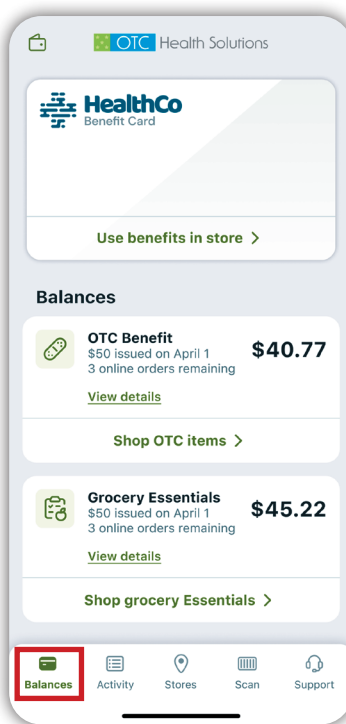 OTC Health Solutions
HealthCo
Benefit Card
Use benefits in store >
Balances
OTC Benefit
$50 issued on April 1
3 online orders remaining
$40.77
View details
Shop OTC items >
Grocery Essentials
$50 issued on April 1
3 online orders remaining
$45.22
View details
Shop grocery Essentials >
Balances Activity Stores Scan Support